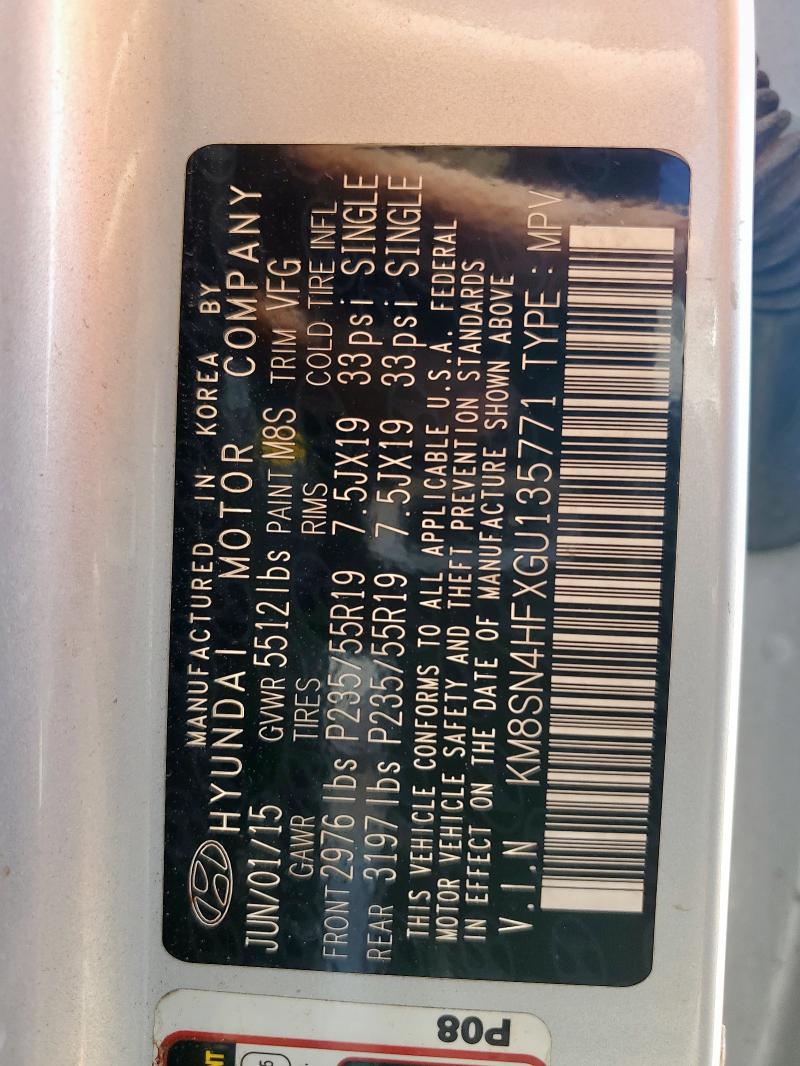 MANUFACTURED IN KOREA BY
HYUNDAI MOTOR COMPANY
JUN/01/15 GVWR 5512lbs PAINT M8S TRIM VFG
GAWR TIRES RIMS COLD TIRE INFL
FRONT 2976 lbs P235/55R19 7.5JX19 33psi SINGLE
REAR 3197 lbs P235/55R19 7.5JX19 33psi SINGLE
THIS VEHICLE CONFORMS TO ALL APPLICABLE U.S.A. FEDERAL
MOTOR VEHICLE SAFETY AND THEFT PREVENTION STANDARDS
IN EFFECT ON THE DATE OF MANUFACTURE SHOWN ABOVE
V.I.N KM8SN4HFXGU135771 TYPE : MPV
P08